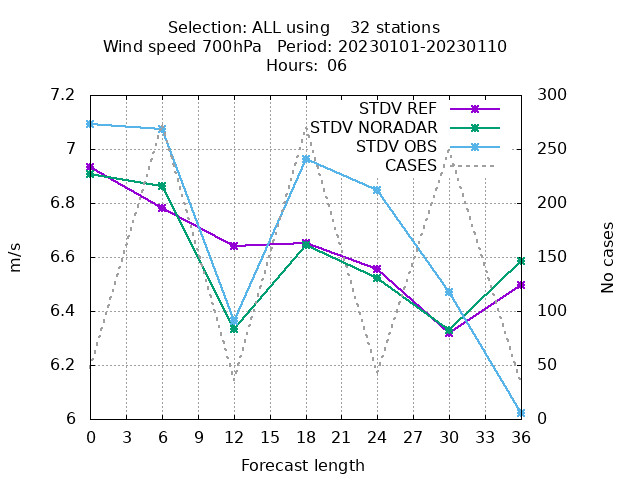 Selection: ALL using    32 stations
Wind speed 700hPa   Period: 20230101-20230110
Hours:  06
7.2
7
6.8
6.6
6.4
6.2
6
m/s
300
250
200
150
100
50
0
No cases
STDV REF
STDV NORADAR
STDV OBS
CASES
0 3 6 9 12 15 18 21 24 27 30 33 36
Forecast length